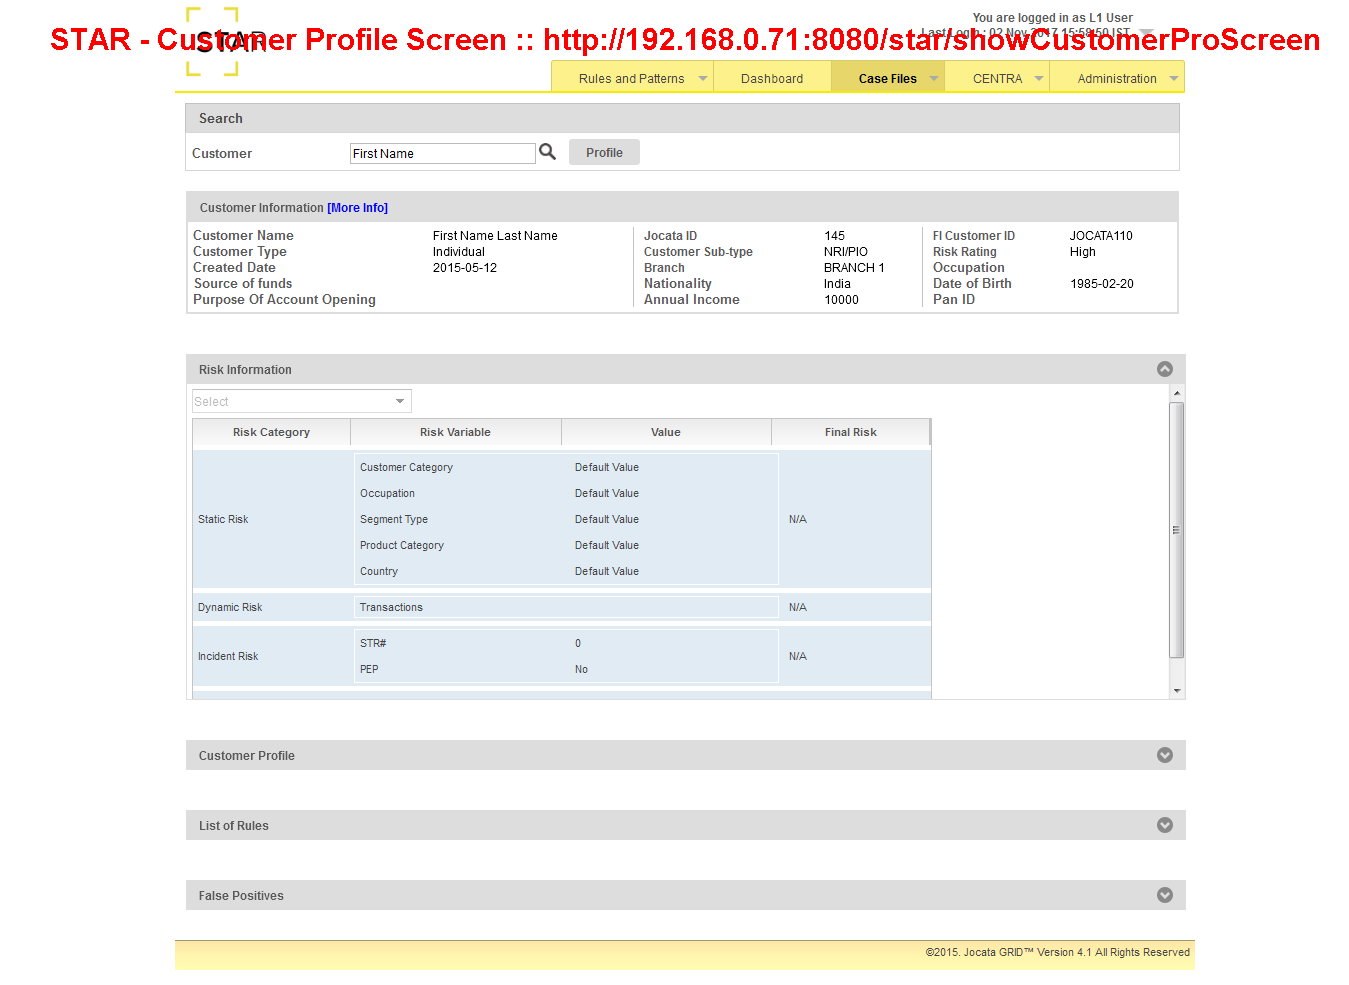 You are logged in as L1 User
STAR
STAR - Customer Profile Screen :: http://192.168.0.71:8080/star/showCustomerProScreen
Last Login : 02 Nov 2017 15:58:50 IST
Rules and Patterns Dashboard Case Files CENTRA Administration
Search
Customer First Name Profile
Customer Information [More Info]
Customer Name First Name Last Name Jocata ID 145 FI Customer ID JOCATA110
Customer Type Individual Customer Sub-type NRI/PIO Risk Rating High
Created Date 2015-05-12 Branch BRANCH 1 Occupation
Source of funds Nationality India Date of Birth 1985-02-20
Purpose Of Account Opening Annual Income 10000 Pan ID
Risk Information
Select
Risk Category Risk Variable Value Final Risk
Customer Category Default Value
Occupation Default Value
Static Risk Segment Type Default Value N/A
Product Category Default Value
Country Default Value
Dynamic Risk Transactions N/A
STR# 0
Incident Risk N/A
PEP No
Customer Profile
List of Rules
False Positives
©2015. Jocata GRID™ Version 4.1 All Rights Reserved